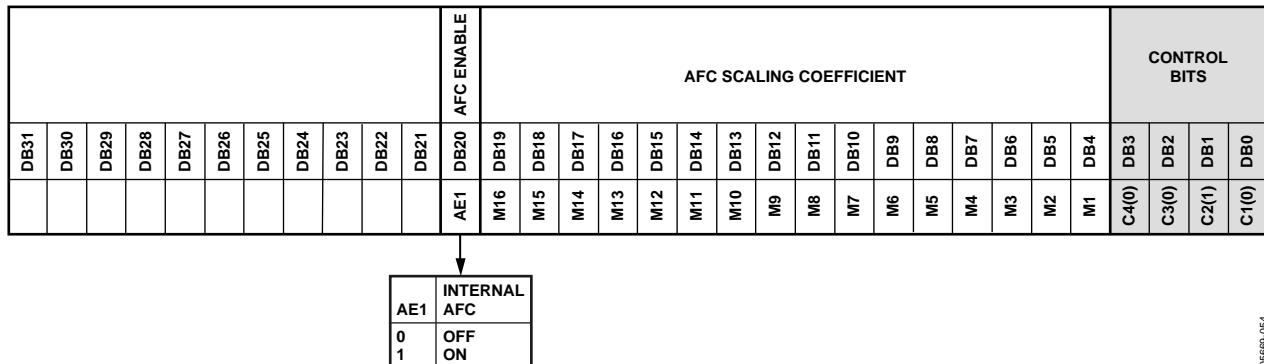 AFC ENABLE
AFC SCALING COEFFICIENT
CONTROL
BITS
DB31 DB30 DB29 DB28 DB27 DB26 DB25 DB24 DB23 DB22 DB21 DB20 DB19 DB18 DB17 DB16 DB15 DB14 DB13 DB12 DB11 DB10 DB9 DB8 DB7 DB6 DB5 DB4 DB3 DB2 DB1 DB0
AE1 M16 M15 M14 M13 M12 M11 M10 M9 M8 M7 M6 M5 M4 M3 M2 M1 C4(0) C3(0) C2(1) C1(0)
INTERNAL
AE1 AFC
0 OFF
1 ON
05669-054